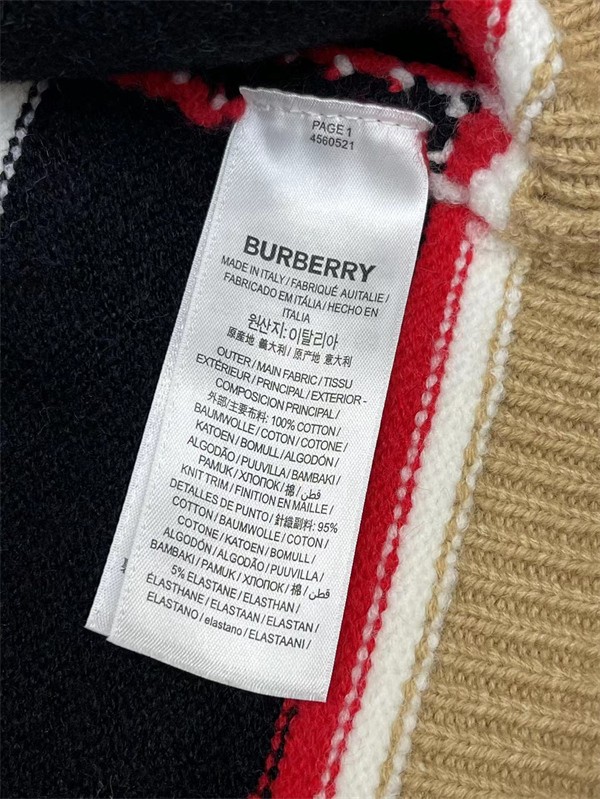 PAGE 1
4560521
BURBERRY
MADE IN ITALY / FABRIQUÉ AUITALIE /
FABRICADO EM ITÁLIA / HECHO EN
ITALIA
원산지: 이탈리아
原産地 義大利 / 原产地 意大利
OUTER / MAIN FABRIC / TISSU
EXTÉRIEUR / PRINCIPAL / EXTERIOR -
COMPOSICIÓN PRINCIPAL /
外部/主要布料: 100% COTTON /
BAUMWOLLE / COTON / COTONE /
KATOEN / BOMULL / ALGODÓN /
ALGODÃO / PUUVILLA / BAMBAKI /
PAMUK / ХЛОПОК / 棉 / قطن /
KNIT TRIM / FINITION EN MAILLE /
DETALLES DE PUNTO / 針織副料: 95%
COTTON / BAUMWOLLE / COTON /
COTONE / KATOEN / BOMULL /
ALGODÓN / ALGODÃO / PUUVILLA /
BAMBAKI / PAMUK / ХЛОПОК / 棉 / قطن /
5% ELASTANE / ELASTHAN /
ÉLASTHANE / ELASTAAN / ELASTAN /
ELASTANO / elastano / ELASTAANI /